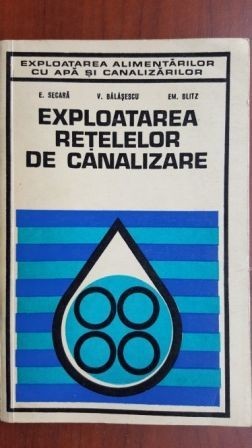 EXPLOATAREA ALIMENTĂRILOR
CU APĂ ȘI CANALIZĂRILOR
E. SECARĂ V. BĂLĂȘESCU EM. BLITZ
EXPLOATAREA
REȚELELOR
DE CANALIZARE